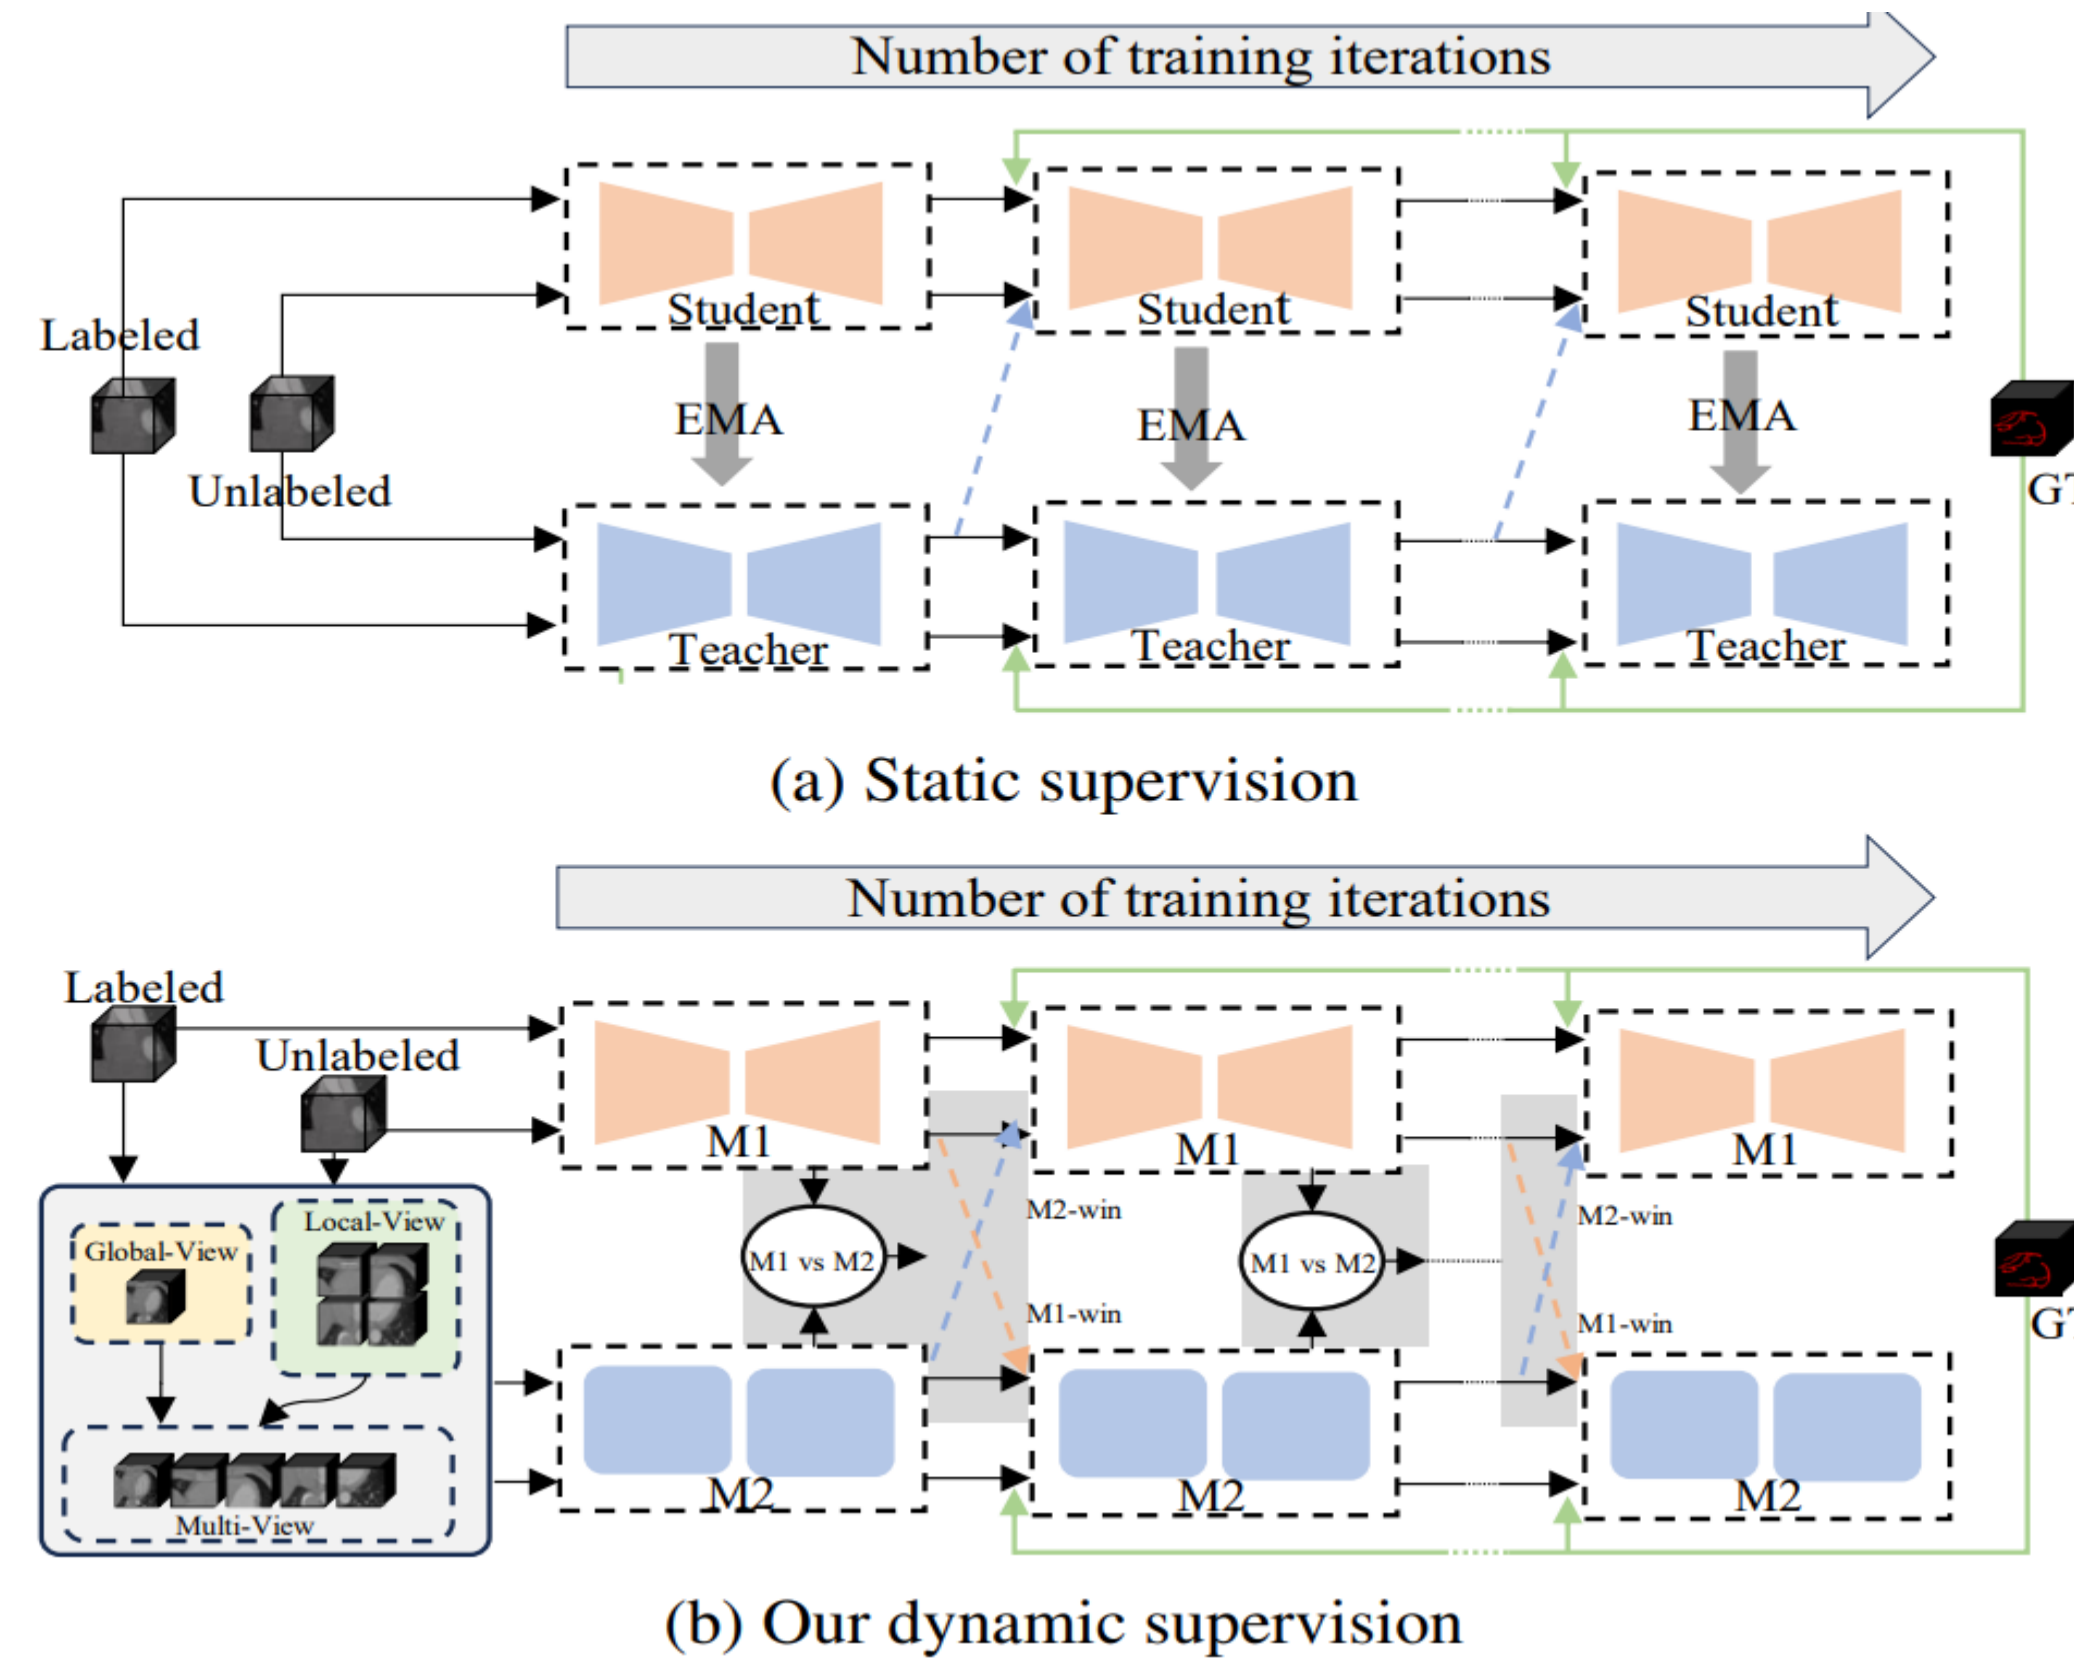 Number of training iterations
Labeled
Unlabeled
Student
Student
Student
EMA
EMA
EMA
Teacher
Teacher
Teacher
(a) Static supervision
Number of training iterations
Labeled
Unlabeled
Global-View
Local-View
Multi-View
M1
M1
M1
M1 vs M2
M2-win
M1-win
M1 vs M2
M2-win
M1-win
M2
M2
M2
(b) Our dynamic supervision